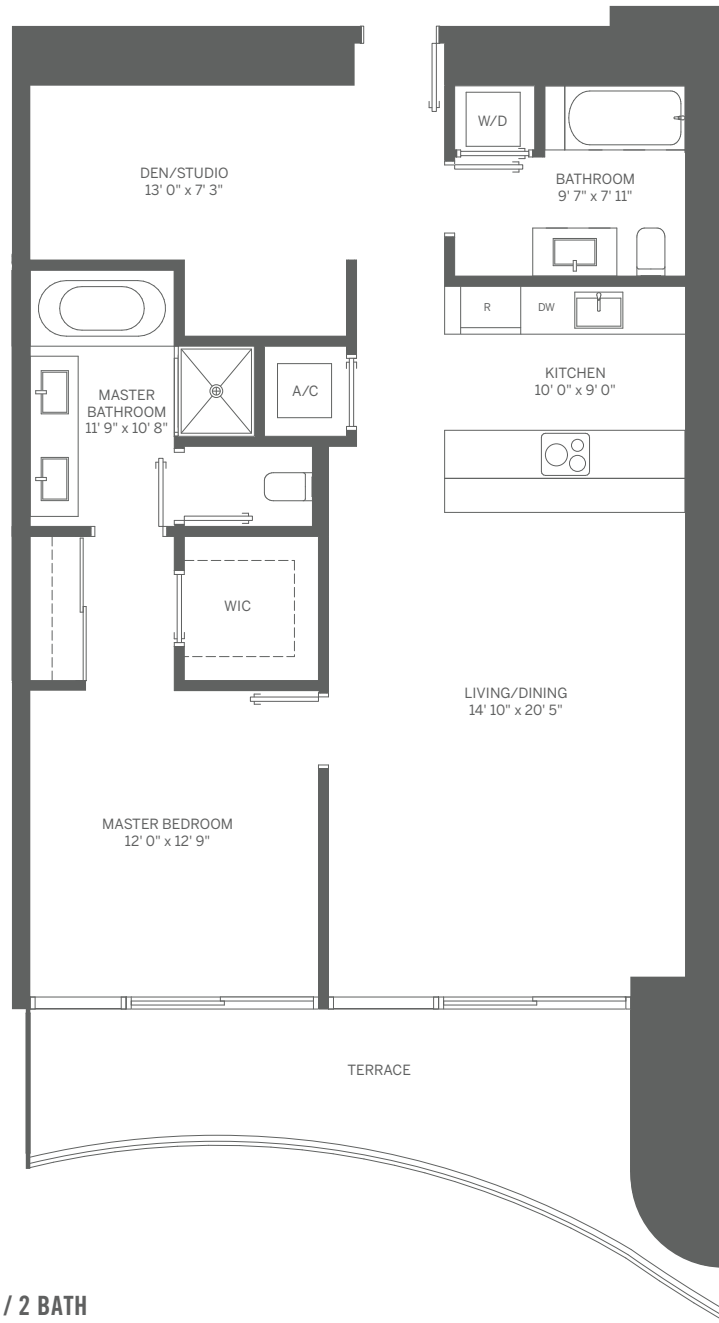 W/D
DEN/STUDIO
13' 0" x 7' 3"
BATHROOM
9' 7" x 7' 11"
R
DW
KITCHEN
10' 0" x 9' 0"
A/C
MASTER
BATHROOM
11' 9" x 10' 8"
WIC
LIVING/DINING
14' 10" x 20' 5"
MASTER BEDROOM
12' 0" x 12' 9"
TERRACE
/ 2 BATH